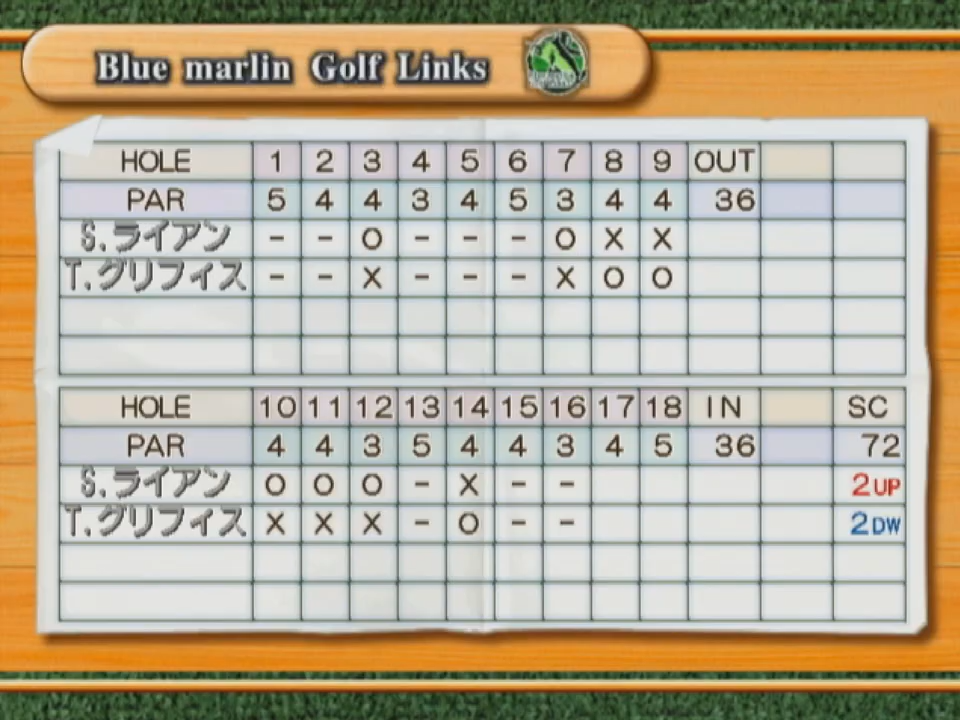 Blue marlin Golf Links
HOLE 1 2 3 4 5 6 7 8 9 OUT
PAR 5 4 4 3 4 5 3 4 4 36
S.ライアン - - O - - - O X X
T.グリフィス - - X - - - X O O
HOLE 10 11 12 13 14 15 16 17 18 IN SC
PAR 4 4 3 5 4 4 3 4 5 36 72
S.ライアン O O O - X - - 2UP
T.グリフィス X X X - O - - 2DW